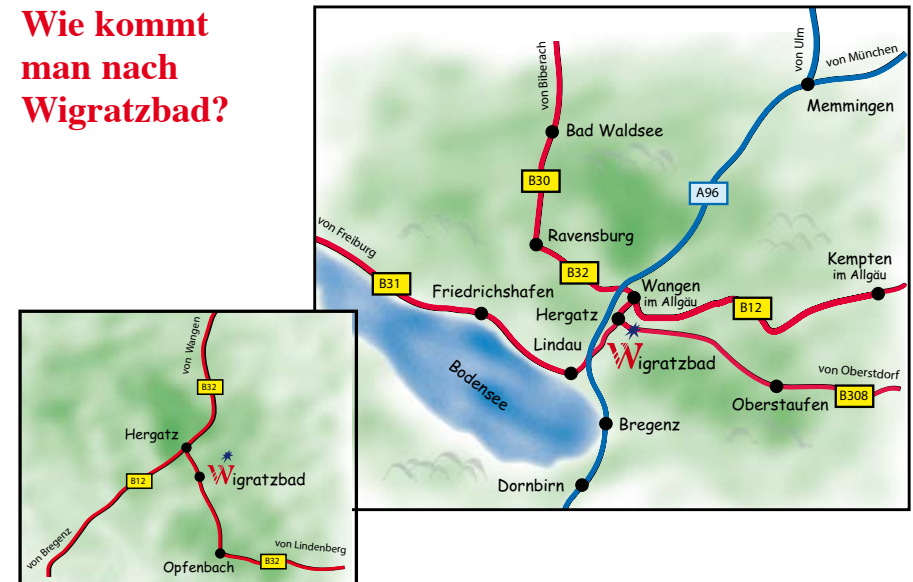 Wie kommt
man nach
Wigratzbad?
von Ulm
von München
von Biberach
Memmingen
Bad Waldsee
B30
A96
von Freiburg
Ravensburg
Kempten
im Allgäu
B32
B31
Friedrichshafen
Wangen
im Allgäu
B12
Hergatz
Lindau
Wigratzbad
von Oberstdorf
Bodensee
B308
Oberstaufen
Bregenz
Dornbirn
von Wangen
B32
Hergatz
Wigratzbad
B12
von Bregenz
von Lindenberg
B32
Opfenbach